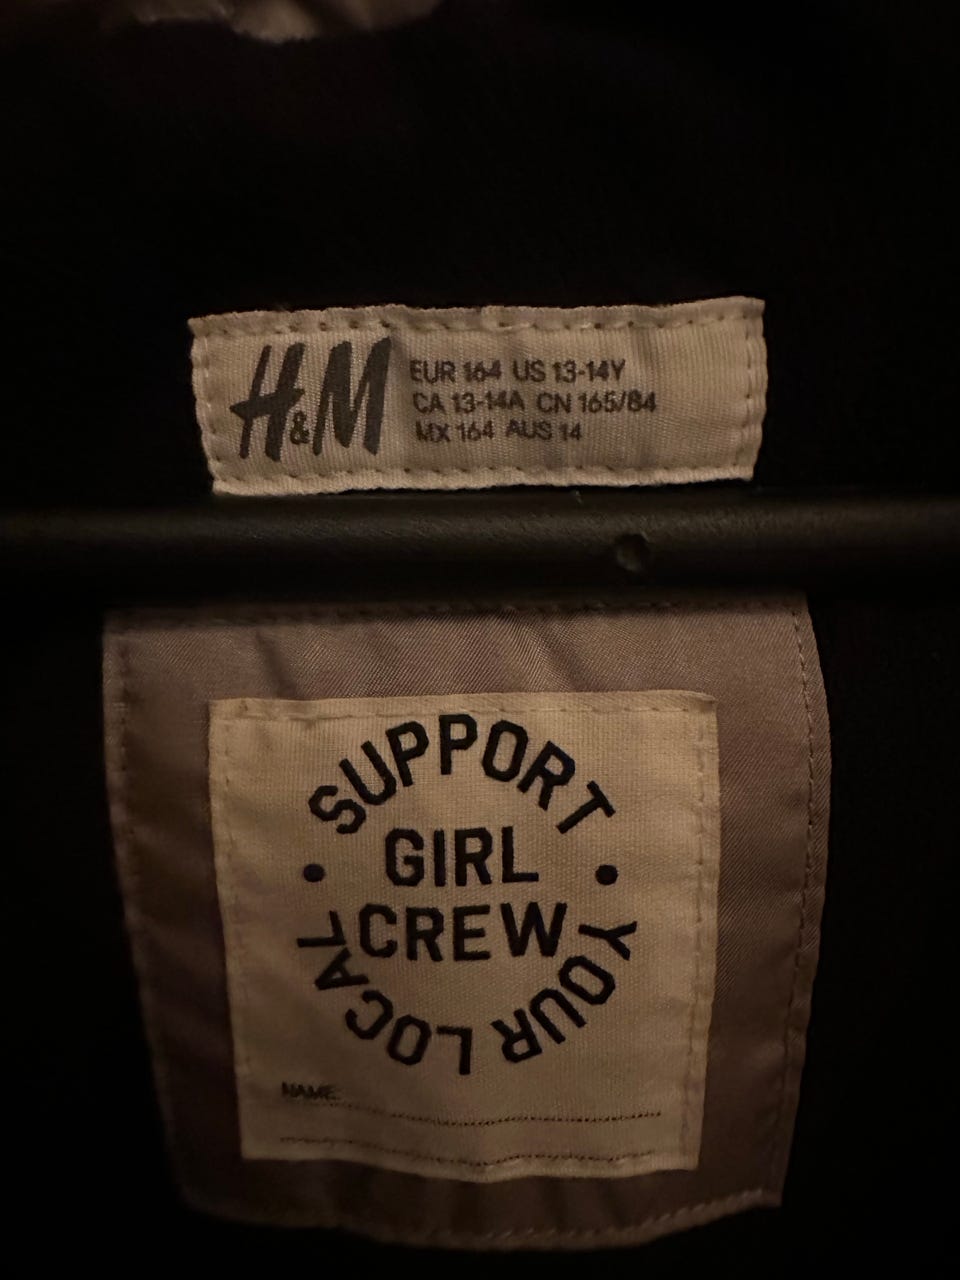 H&M
EUR 164 US 13-14Y
CA 13-14A CN 165/84
MX 164 AUS 14
SUPPORT
GIRL
CREW
YOUR LOCAL
NAME: